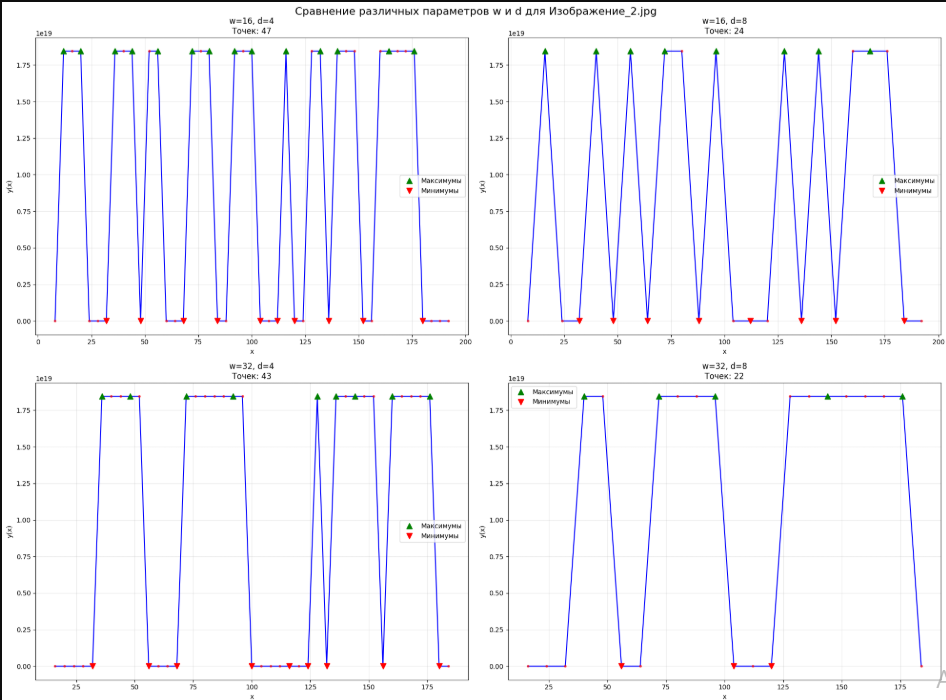 Сравнение различных параметров w и d для Изображение_2.jpg
w=16, d=4
Точек: 47
1e19
1.75
1.50
1.25
1.00
0.75
0.50
0.25
0.00
y(x)
0 25 50 75 100 125 150 175 200
x
Максимумы
Минимумы
w=16, d=8
Точек: 24
1e19
1.75
1.50
1.25
1.00
0.75
0.50
0.25
0.00
y(x)
0 25 50 75 100 125 150 175 200
x
Максимумы
Минимумы
w=32, d=4
Точек: 43
1e19
1.75
1.50
1.25
1.00
0.75
0.50
0.25
0.00
y(x)
25 50 75 100 125 150 175
x
Максимумы
Минимумы
w=32, d=8
Точек: 22
1e19
1.75
1.50
1.25
1.00
0.75
0.50
0.25
0.00
y(x)
25 50 75 100 125 150 175
x
Максимумы
Минимумы